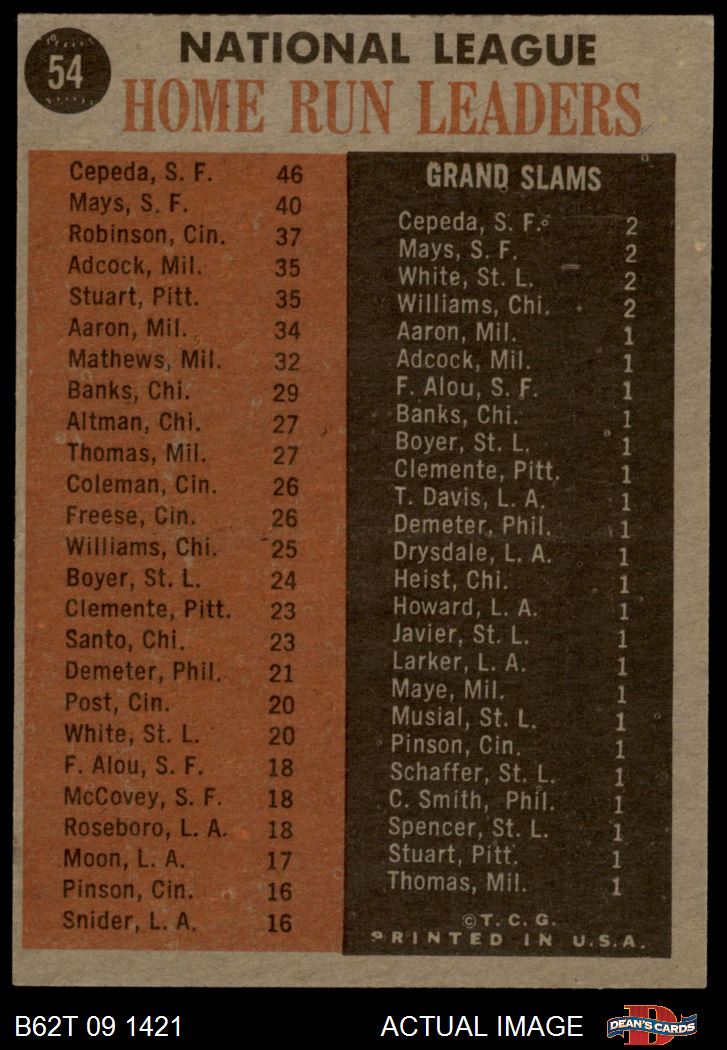 54
NATIONAL LEAGUE
HOME RUN LEADERS
Cepeda, S. F. 46
Mays, S. F. 40
Robinson, Cin. 37
Adcock, Mil. 35
Stuart, Pitt. 35
Aaron, Mil. 34
Mathews, Mil. 32
Banks, Chi. 29
Altman, Chi. 27
Thomas, Mil. 27
Coleman, Cin. 26
Freese, Cin. 26
Williams, Chi. 25
Boyer, St. L. 24
Clemente, Pitt. 23
Santo, Chi. 23
Demeter, Phil. 21
Post, Cin. 20
White, St. L. 20
F. Alou, S. F. 18
McCovey, S. F. 18
Roseboro, L. A. 18
Moon, L. A. 17
Pinson, Cin. 16
Snider, L. A. 16
GRAND SLAMS
Cepeda, S. F. 2
Mays, S. F. 2
White, St. L. 2
Williams, Chi. 2
Aaron, Mil. 1
Adcock, Mil. 1
F. Alou, S. F. 1
Banks, Chi. 1
Boyer, St. L. 1
Clemente, Pitt. 1
T. Davis, L. A. 1
Demeter, Phil. 1
Drysdale, L. A. 1
Heist, Chi. 1
Howard, L. A. 1
Javier, St. L. 1
Larker, L. A. 1
Maye, Mil. 1
Musial, St. L. 1
Pinson, Cin. 1
Schaffer, St. L. 1
C. Smith, Phil. 1
Spencer, St. L. 1
Stuart, Pitt. 1
Thomas, Mil. 1
© T. C. G.
PRINTED IN U.S.A.
B62T 09 1421
ACTUAL IMAGE
D
DEAN'S CARDS